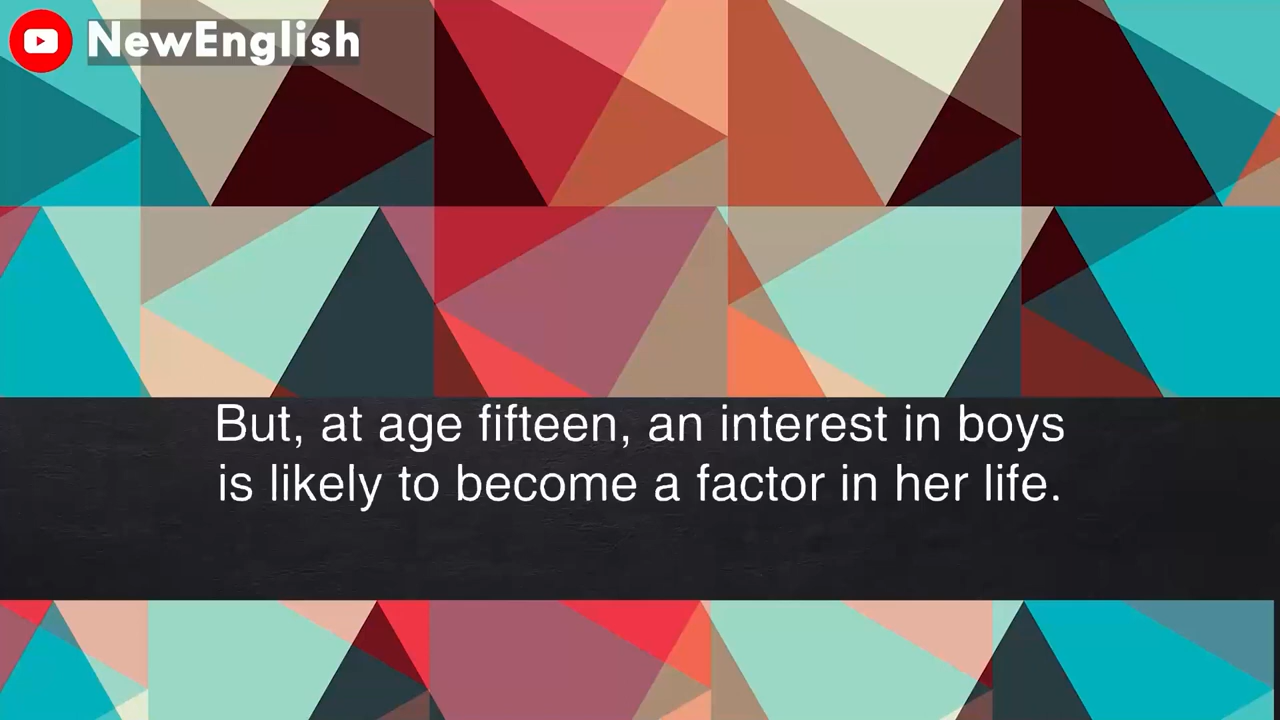 NewEnglish
But, at age fifteen, an interest in boys
is likely to become a factor in her life.